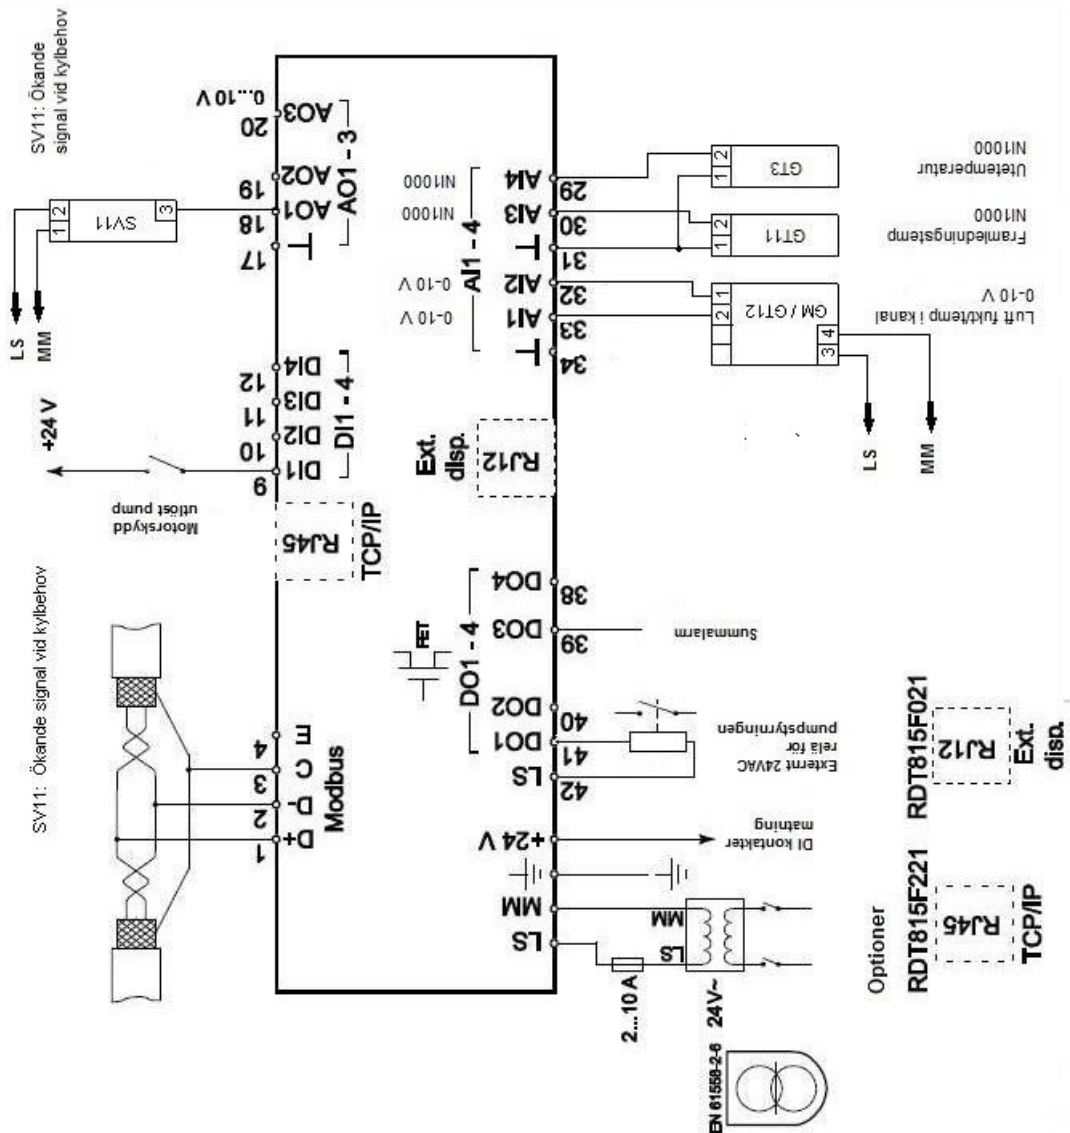 SV11: Ökande
signal vid kylbehov
0...10 V
20 AO3
19 AO2
18 AO1
17 ⊥
AO1 - 3
2
1
SV11
3
LS
MM
+24 V
12 DI4
11 DI3
10 DI2
9 DI1
DI1 - 4
Motorskydd
utlöst pump
RJ45
TCP/IP
SV11: Ökande signal vid kylbehov
4 E
3 C
2 D-
1 D+
Modbus
NI1000
NI1000
0-10 V
0-10 V
AI1 - 4
AI4 29
AI3 30
⊥ 31
AI2 32
AI1 33
⊥ 34
2
1
GT3
Utetemperatur
NI1000
2
1
GT11
Framledningstemp
NI1000
1
2
GM / GT12
4
3
Luft fukt/temp i kanal
0-10 V
LS
MM
Ext.
disp.
RJ12
FET
DO1 - 4
DO4 38
DO3 39
DO2 40
DO1 41
LS 42
Summalarm
Externt 24VAC
relä för
pumpstyrningen
+24 V
DI kontakter
matning
MM
LS
MM
LS
2...10 A
24V~
EN 61558-2-6
Optioner
RDT815F221
RJ45
TCP/IP
RDT815F021
RJ12
Ext.
disp.